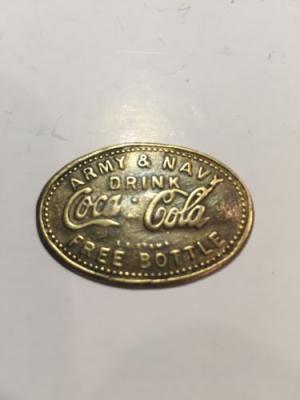 ARMY & NAVY
DRINK
Coca-Cola
FREE BOTTLE